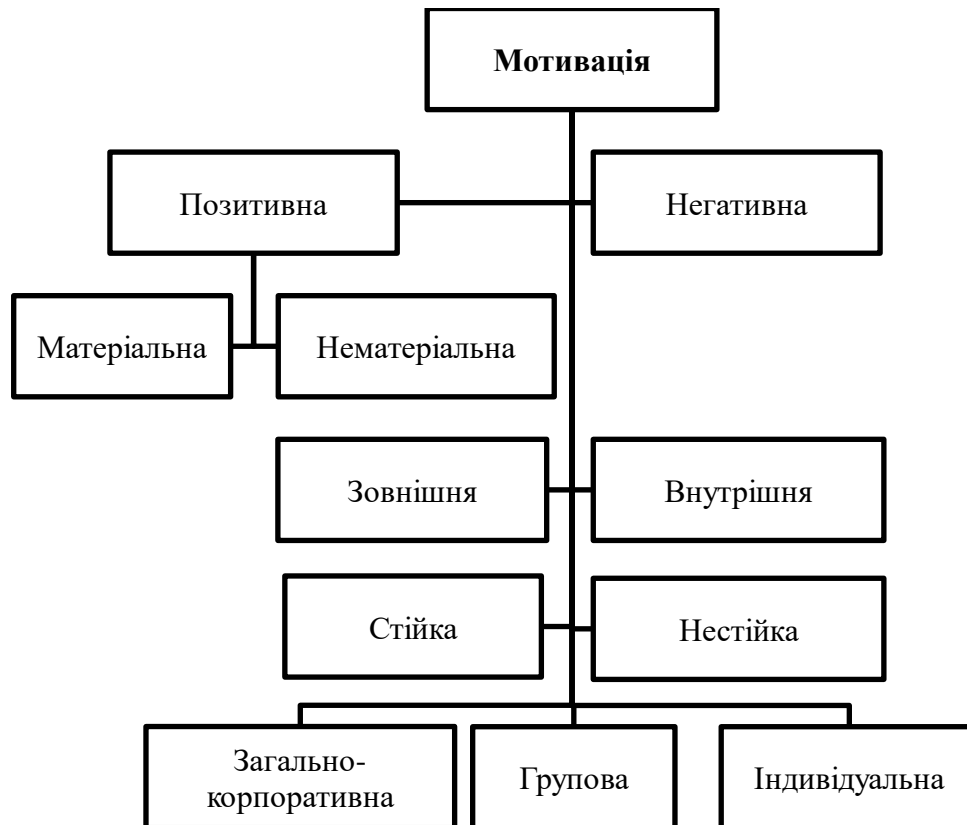 Мотивація
Позитивна
Негативна
Матеріальна
Нематеріальна
Зовнішня
Внутрішня
Стійка
Нестійка
Загально-
корпоративна
Групова
Індивідуальна